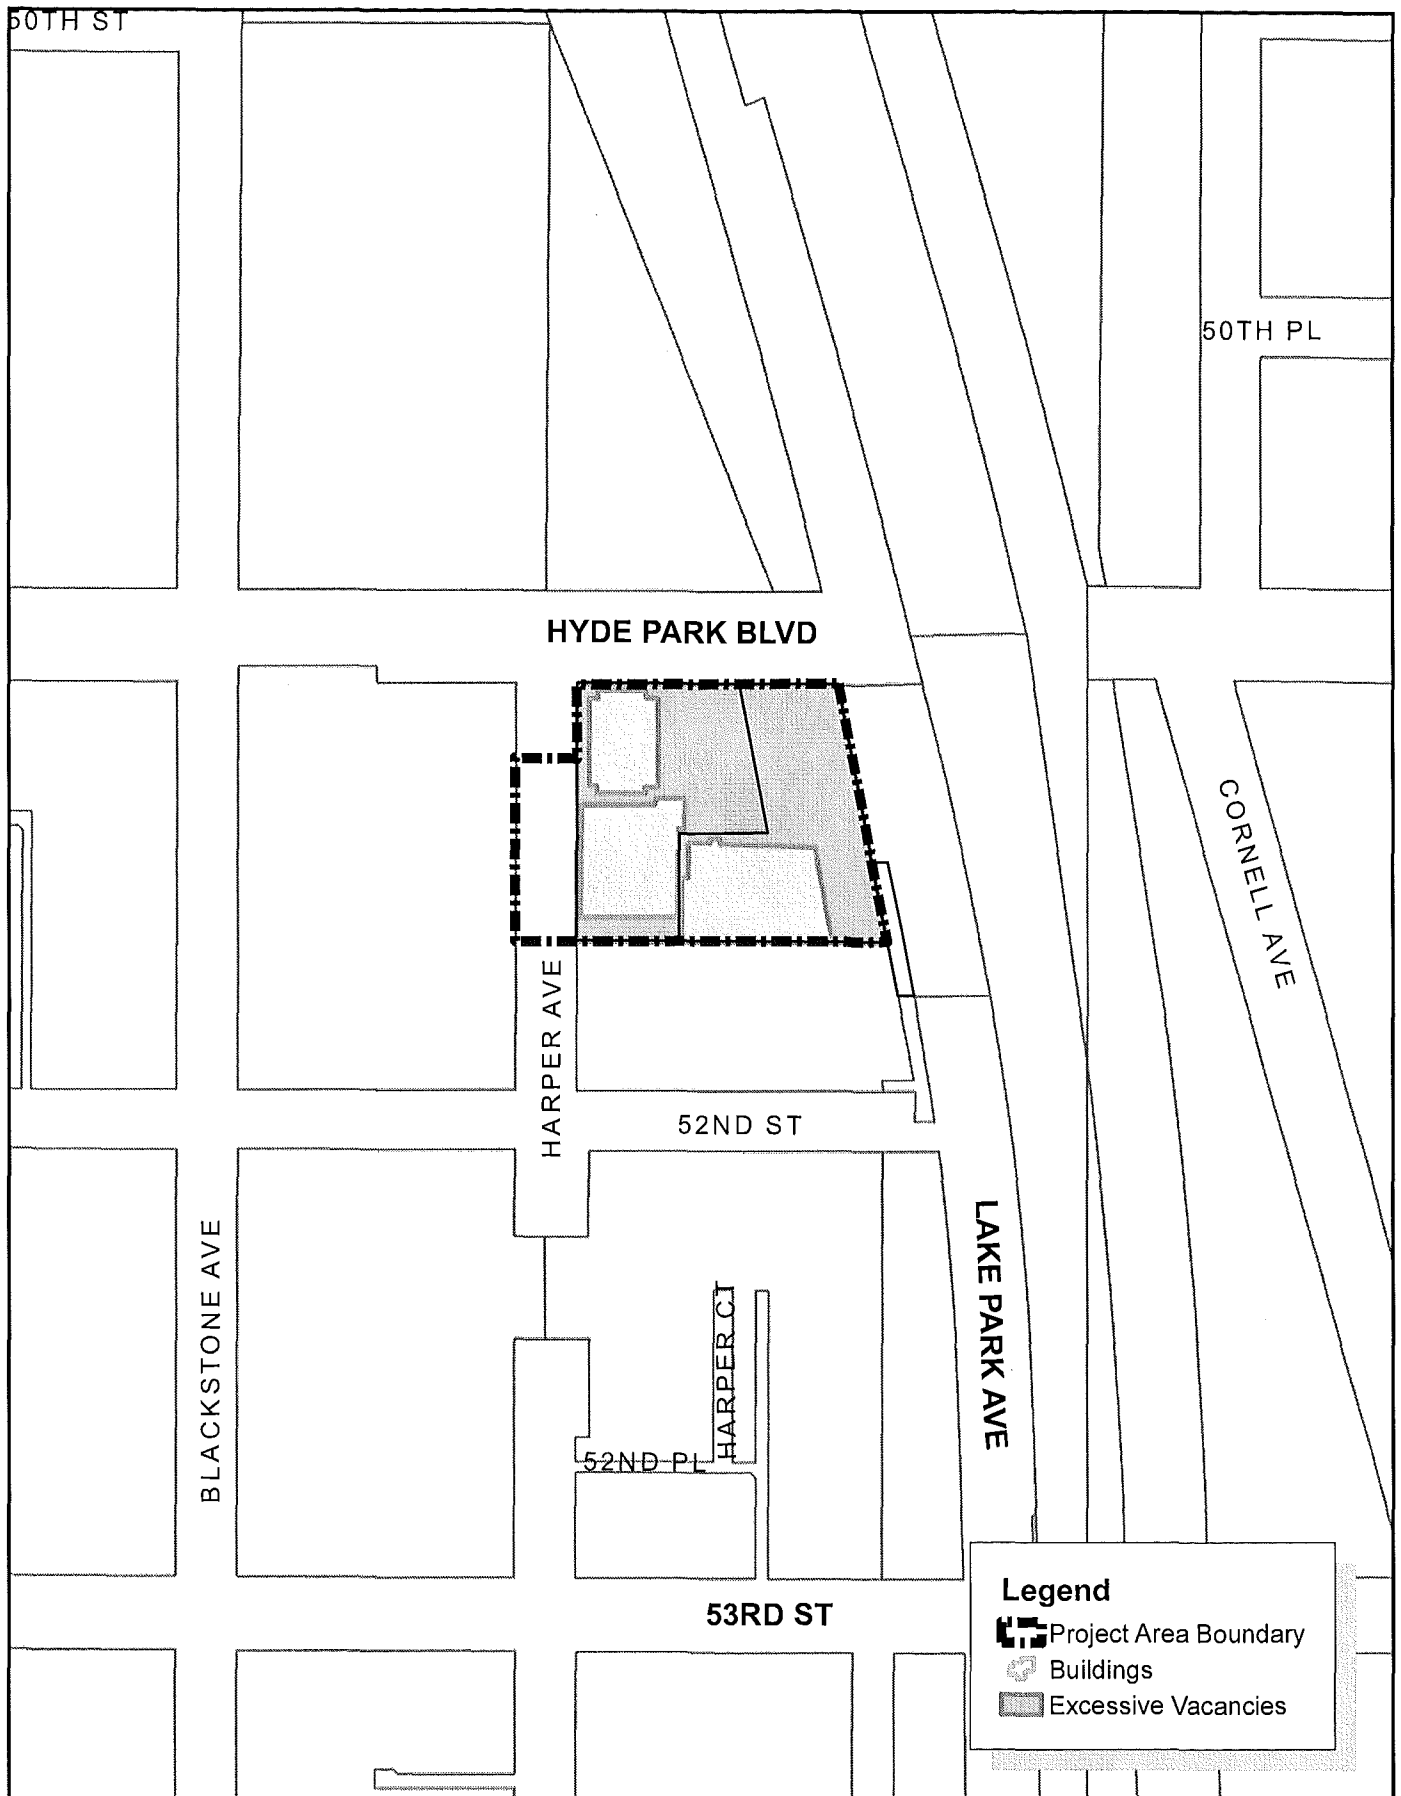 50TH ST
50TH PL
HYDE PARK BLVD
CORNELL AVE
HARPER AVE
52ND ST
LAKE PARK AVE
BLACKSTONE AVE
HARPER CT
52ND PL
53RD ST
Legend
Project Area Boundary
Buildings
Excessive Vacancies